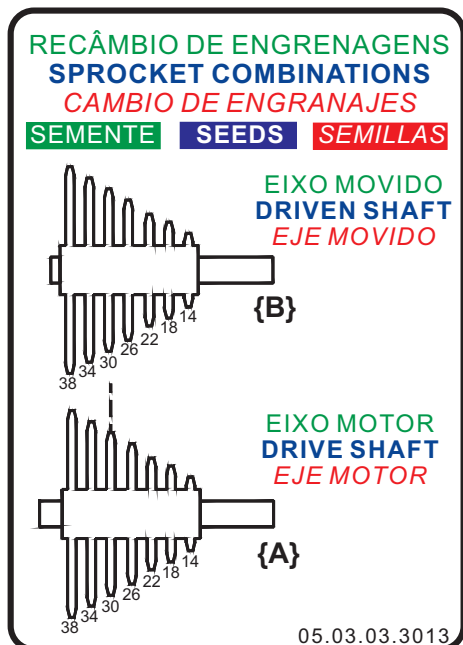 RECÂMBIO DE ENGRENAGENS
SPROCKET COMBINATIONS
CAMBIO DE ENGRANAJES
SEMENTE SEEDS SEMILLAS
EIXO MOVIDO
DRIVEN SHAFT
EJE MOVIDO
{B}
38 34 30 26 22 18 14
EIXO MOTOR
DRIVE SHAFT
EJE MOTOR
{A}
38 34 30 26 22 18 14
05.03.03.3013